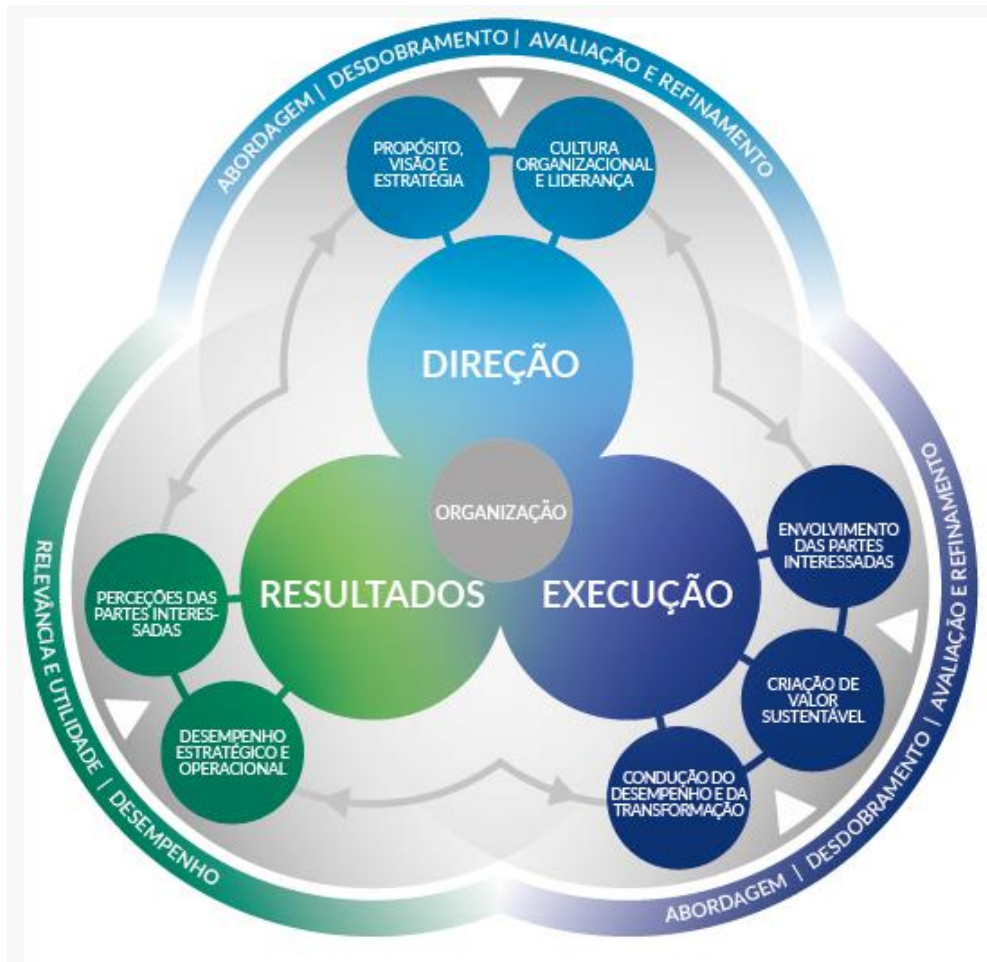 ABORDAGEM | DESDOBRAMENTO | AVALIAÇÃO E REFINAMENTO
PROPÓSITO,
VISÃO E
ESTRATÉGIA
CULTURA
ORGANIZACIONAL
E LIDERANÇA
DIREÇÃO
ORGANIZAÇÃO
RESULTADOS
EXECUÇÃO
ENVOLVIMENTO
DAS PARTES
INTERESSADAS
CRIAÇÃO DE
VALOR
SUSTENTÁVEL
CONDUÇÃO DO
DESEMPENHO E DA
TRANSFORMAÇÃO
ABORDAGEM | DESDOBRAMENTO | AVALIAÇÃO E REFINAMENTO
PERCEÇÕES DAS
PARTES INTERES-
SADAS
DESEMPENHO
ESTRATÉGICO E
OPERACIONAL
RELEVÂNCIA E UTILIDADE | DESEMPENHO